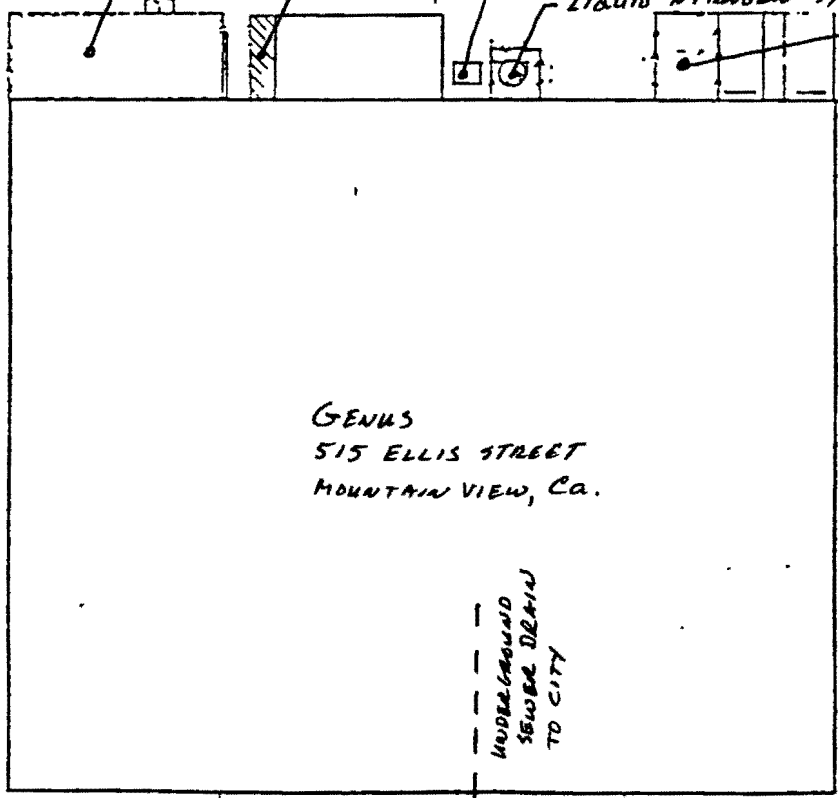 LIQUID NITROGEN
GENUS
515 ELLIS STREET
MOUNTAIN VIEW, Ca.
UNDERGROUND
SEWER DRAIN
TO CITY